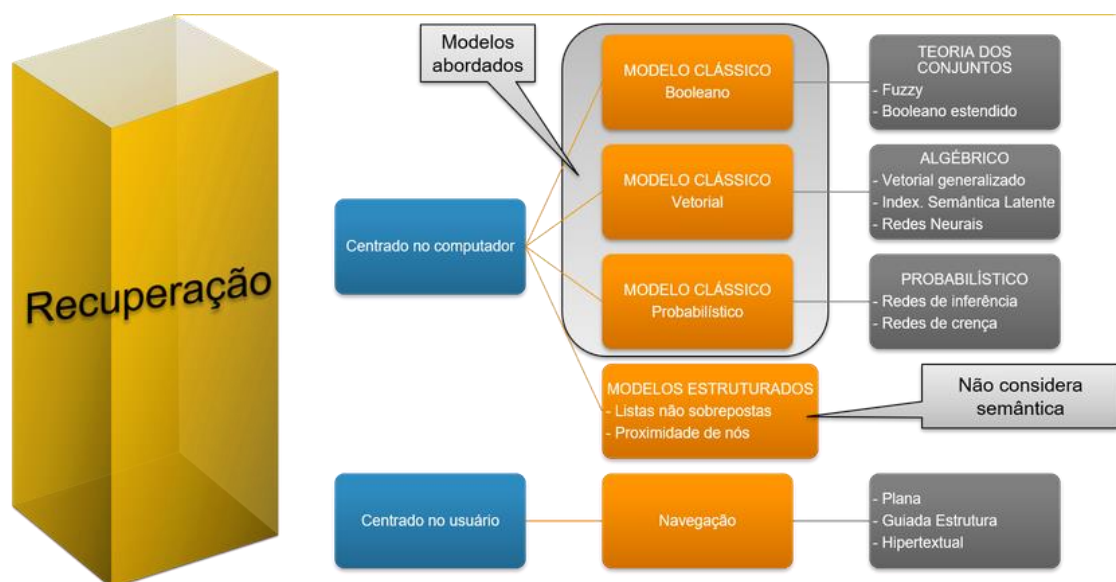 Recuperação
Modelos
abordados
Centrado no computador
MODELO CLÁSSICO
Booleano
TEORIA DOS
CONJUNTOS
- Fuzzy
- Booleano estendido
MODELO CLÁSSICO
Vetorial
ALGÉBRICO
- Vetorial generalizado
- Index. Semântica Latente
- Redes Neurais
MODELO CLÁSSICO
Probabilístico
PROBABILÍSTICO
- Redes de inferência
- Redes de crença
MODELOS ESTRUTURADOS
- Listas não sobrepostas
- Proximidade de nós
Não considera
semântica
Centrado no usuário
Navegação
- Plana
- Guiada Estrutura
- Hipertextual